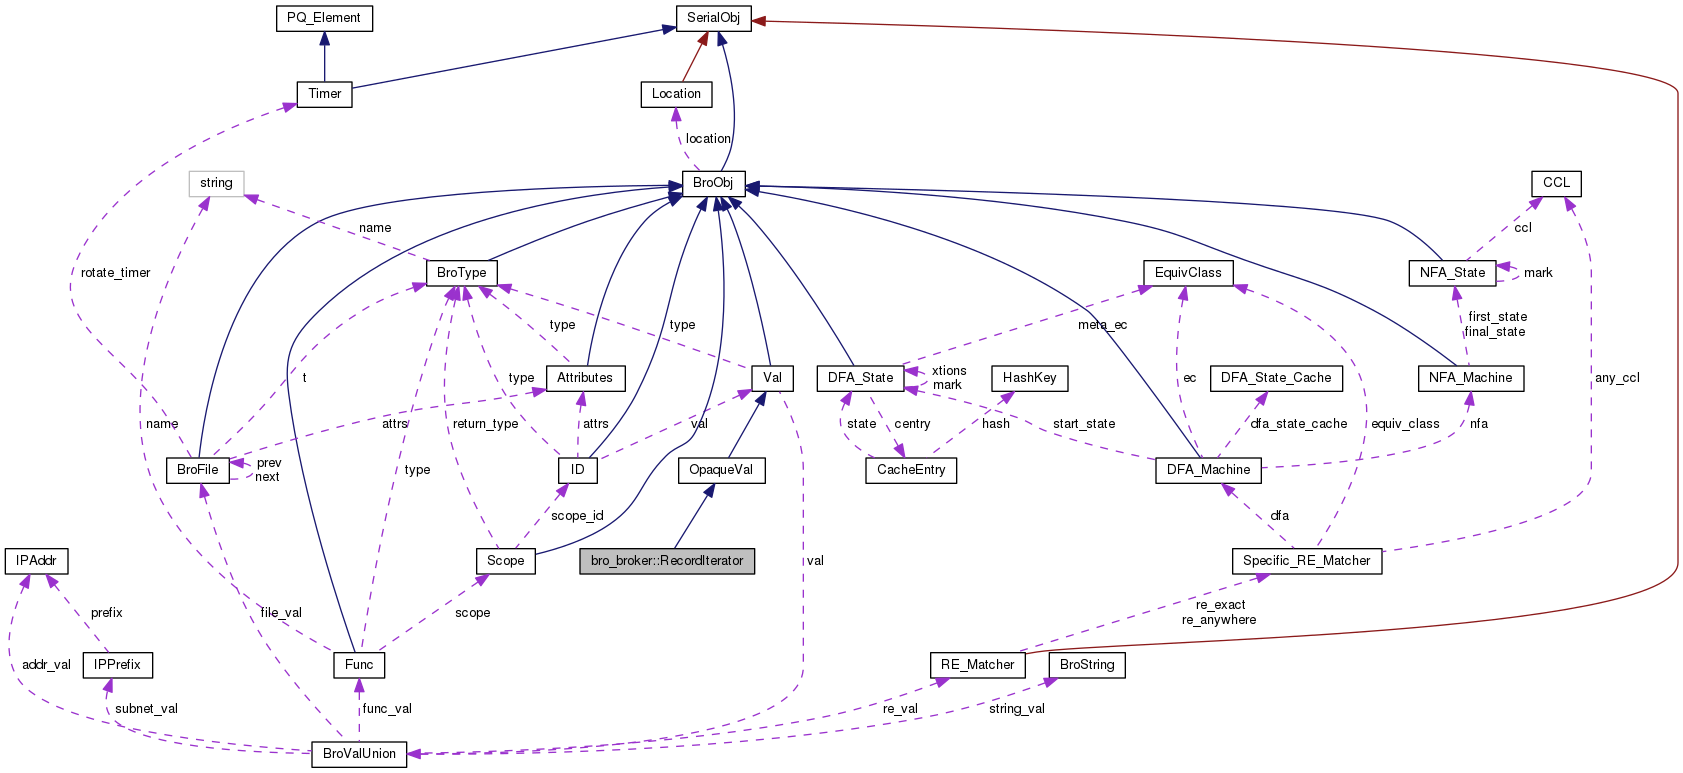 PQ_Element
SerialObj
Timer
Location
location
string
BroObj
CCL
name
ccl
rotate_timer
BroType
EquivClass
NFA_State
mark
first_state
final_state
type
type
meta_ec
t
type
Attributes
Val
DFA_State
xtions
mark
HashKey
ec
DFA_State_Cache
NFA_Machine
any_ccl
name
attrs
return_type
attrs
val
state
centry
hash
start_state
dfa_state_cache
equiv_class
nfa
BroFile
prev
next
type
ID
OpaqueVal
CacheEntry
DFA_Machine
scope_id
dfa
IPAddr
Scope
bro_broker::RecordIterator
val
Specific_RE_Matcher
prefix
file_val
scope
re_exact
re_anywhere
addr_val
IPPrefix
Func
RE_Matcher
BroString
subnet_val
func_val
re_val
string_val
BroValUnion